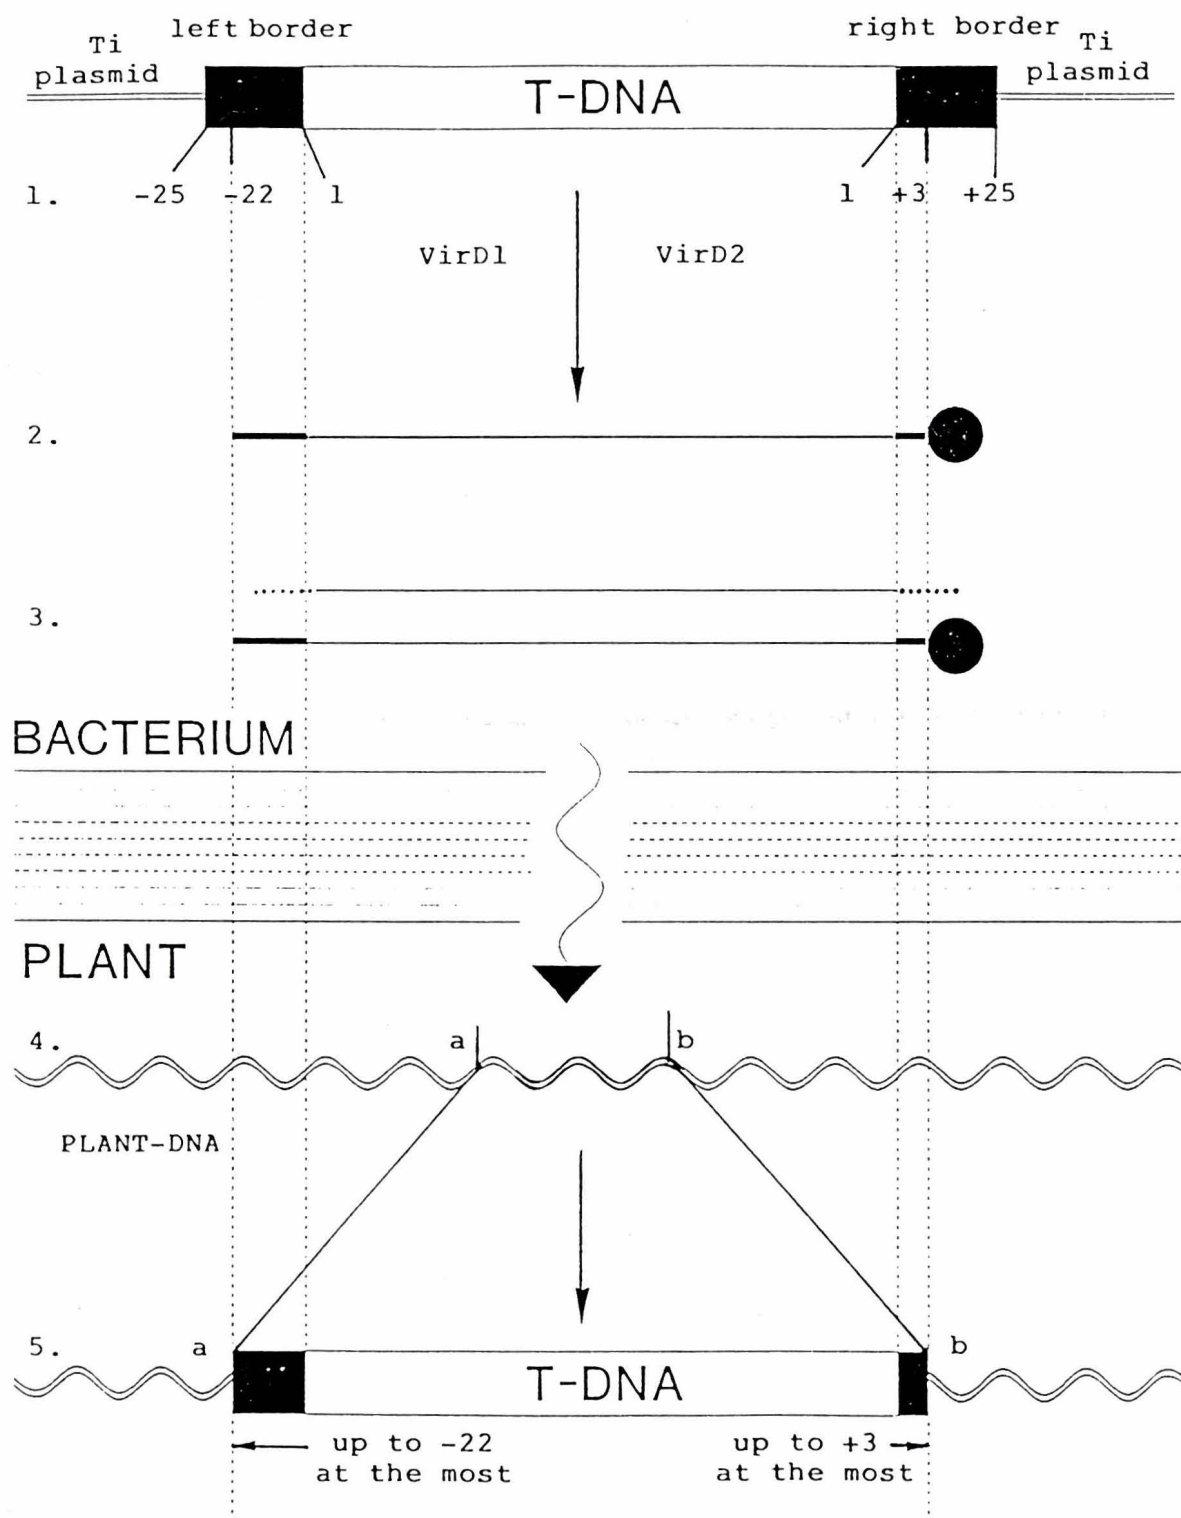 left border
right border
Ti
plasmid
Ti
plasmid
T-DNA
1.
-25
-22
1
1
+3
+25
VirD1
VirD2
2.
3.
BACTERIUM
PLANT
4.
a
b
PLANT-DNA
5.
a
b
T-DNA
up to -22
at the most
up to +3
at the most